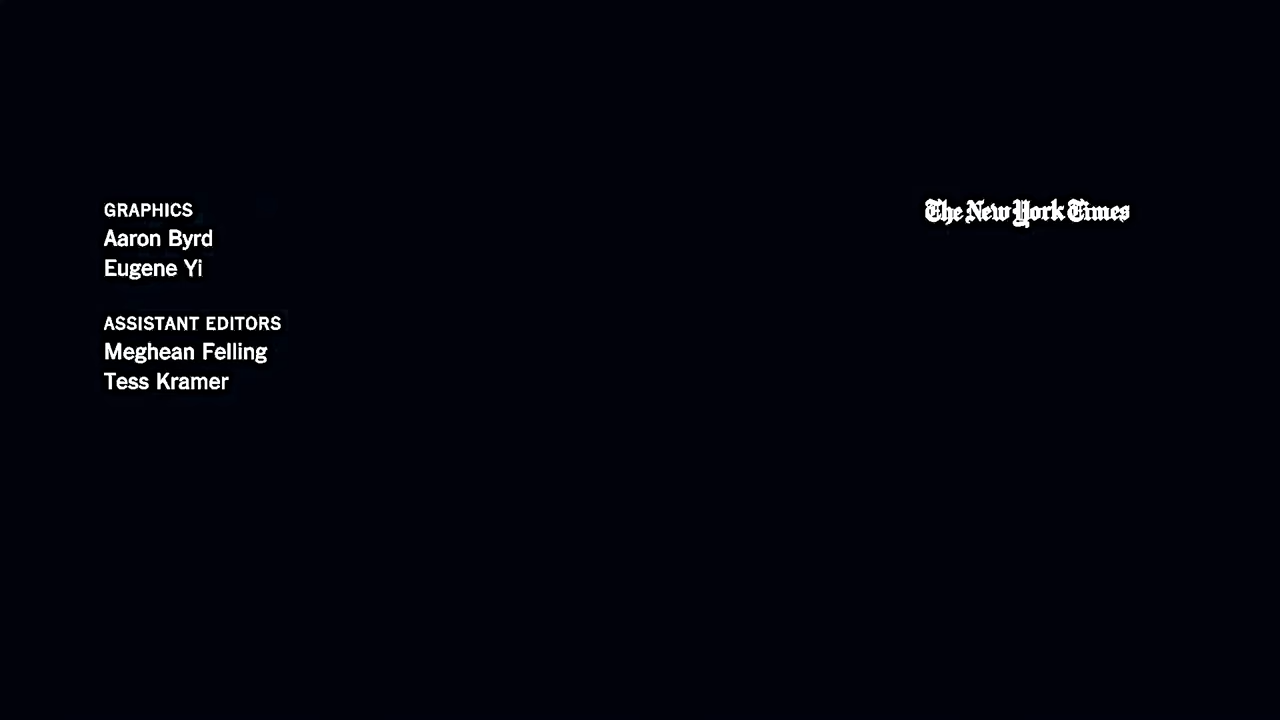 GRAPHICS
Aaron Byrd
Eugene Yi
ASSISTANT EDITORS
Meghean Felling
Tess Kramer
The New York Times